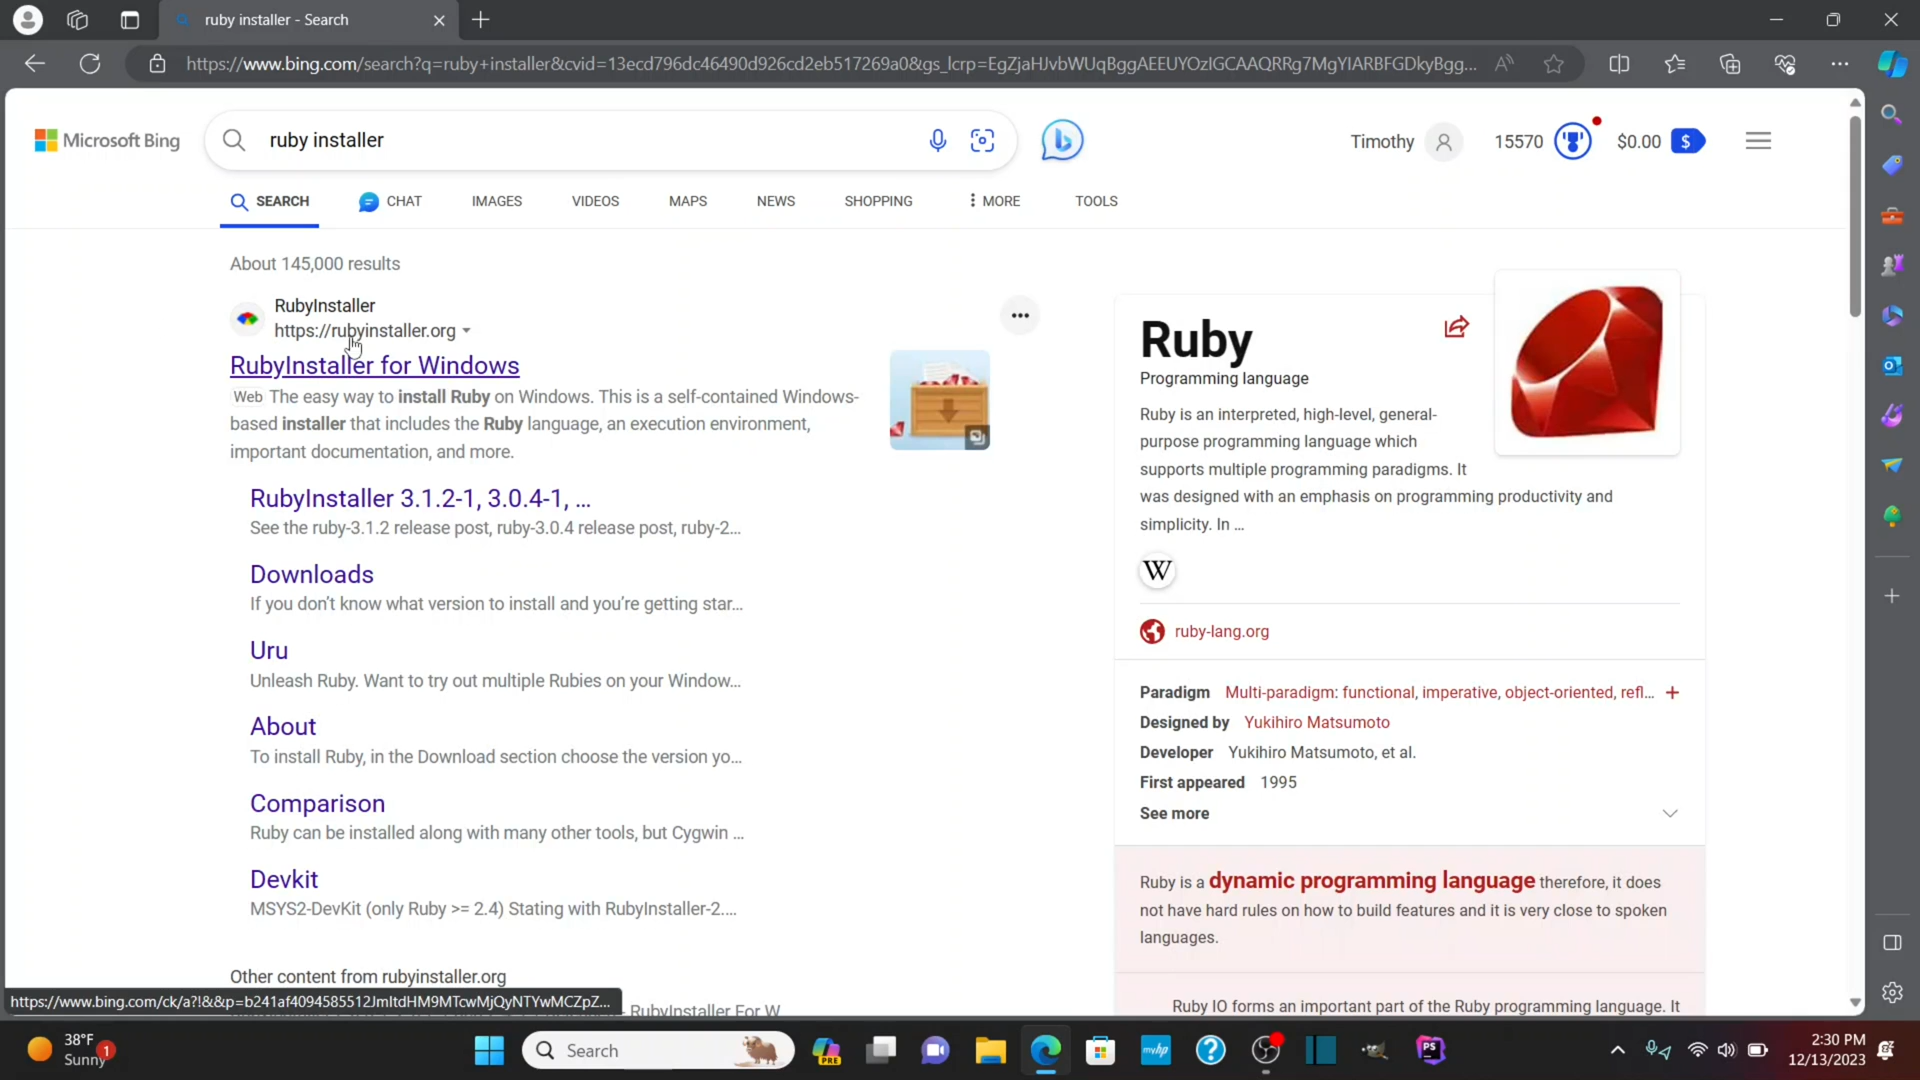 ruby installer - Search
https://www.bing.com/search?q=ruby+installer&cvid=13ecd796dc46490d926cd2eb517269a0&gs_lcrp=EgZjaHJvbWUqBggAEEUYOzIGCAAQRRg7MgYIARBFGDkyBgg...
Microsoft Bing
ruby installer
Timothy
15570
$0.00
$
SEARCH
CHAT
IMAGES
VIDEOS
MAPS
NEWS
SHOPPING
MORE
TOOLS
About 145,000 results
RubyInstaller
https://rubyinstaller.org
RubyInstaller for Windows
Web The easy way to install Ruby on Windows. This is a self-contained Windows-
based installer that includes the Ruby language, an execution environment,
important documentation, and more.
RubyInstaller 3.1.2-1, 3.0.4-1, ...
See the ruby-3.1.2 release post, ruby-3.0.4 release post, ruby-2...
Downloads
If you don't know what version to install and you're getting star...
Uru
Unleash Ruby. Want to try out multiple Rubies on your Window...
About
To install Ruby, in the Download section choose the version yo...
Comparison
Ruby can be installed along with many other tools, but Cygwin ...
Devkit
MSYS2-DevKit (only Ruby >= 2.4) Stating with RubyInstaller-2....
Other content from rubyinstaller.org
RubyInstaller For W
https://www.bing.com/ck/a?!&&p=b241af4094585512JmltdHM9MTcwMjQyNTYwMCZpZ...
Ruby
Programming language
Ruby is an interpreted, high-level, general-
purpose programming language which
supports multiple programming paradigms. It
was designed with an emphasis on programming productivity and
simplicity. In ...
W
ruby-lang.org
Paradigm Multi-paradigm: functional, imperative, object-oriented, refl...
Designed by Yukihiro Matsumoto
Developer Yukihiro Matsumoto, et al.
First appeared 1995
See more
Ruby is a dynamic programming language therefore, it does
not have hard rules on how to build features and it is very close to spoken
languages.
Ruby IO forms an important part of the Ruby programming language. It
38°F
Sunny
1
Search
PRE
myhp
PS
2:30 PM
12/13/2023